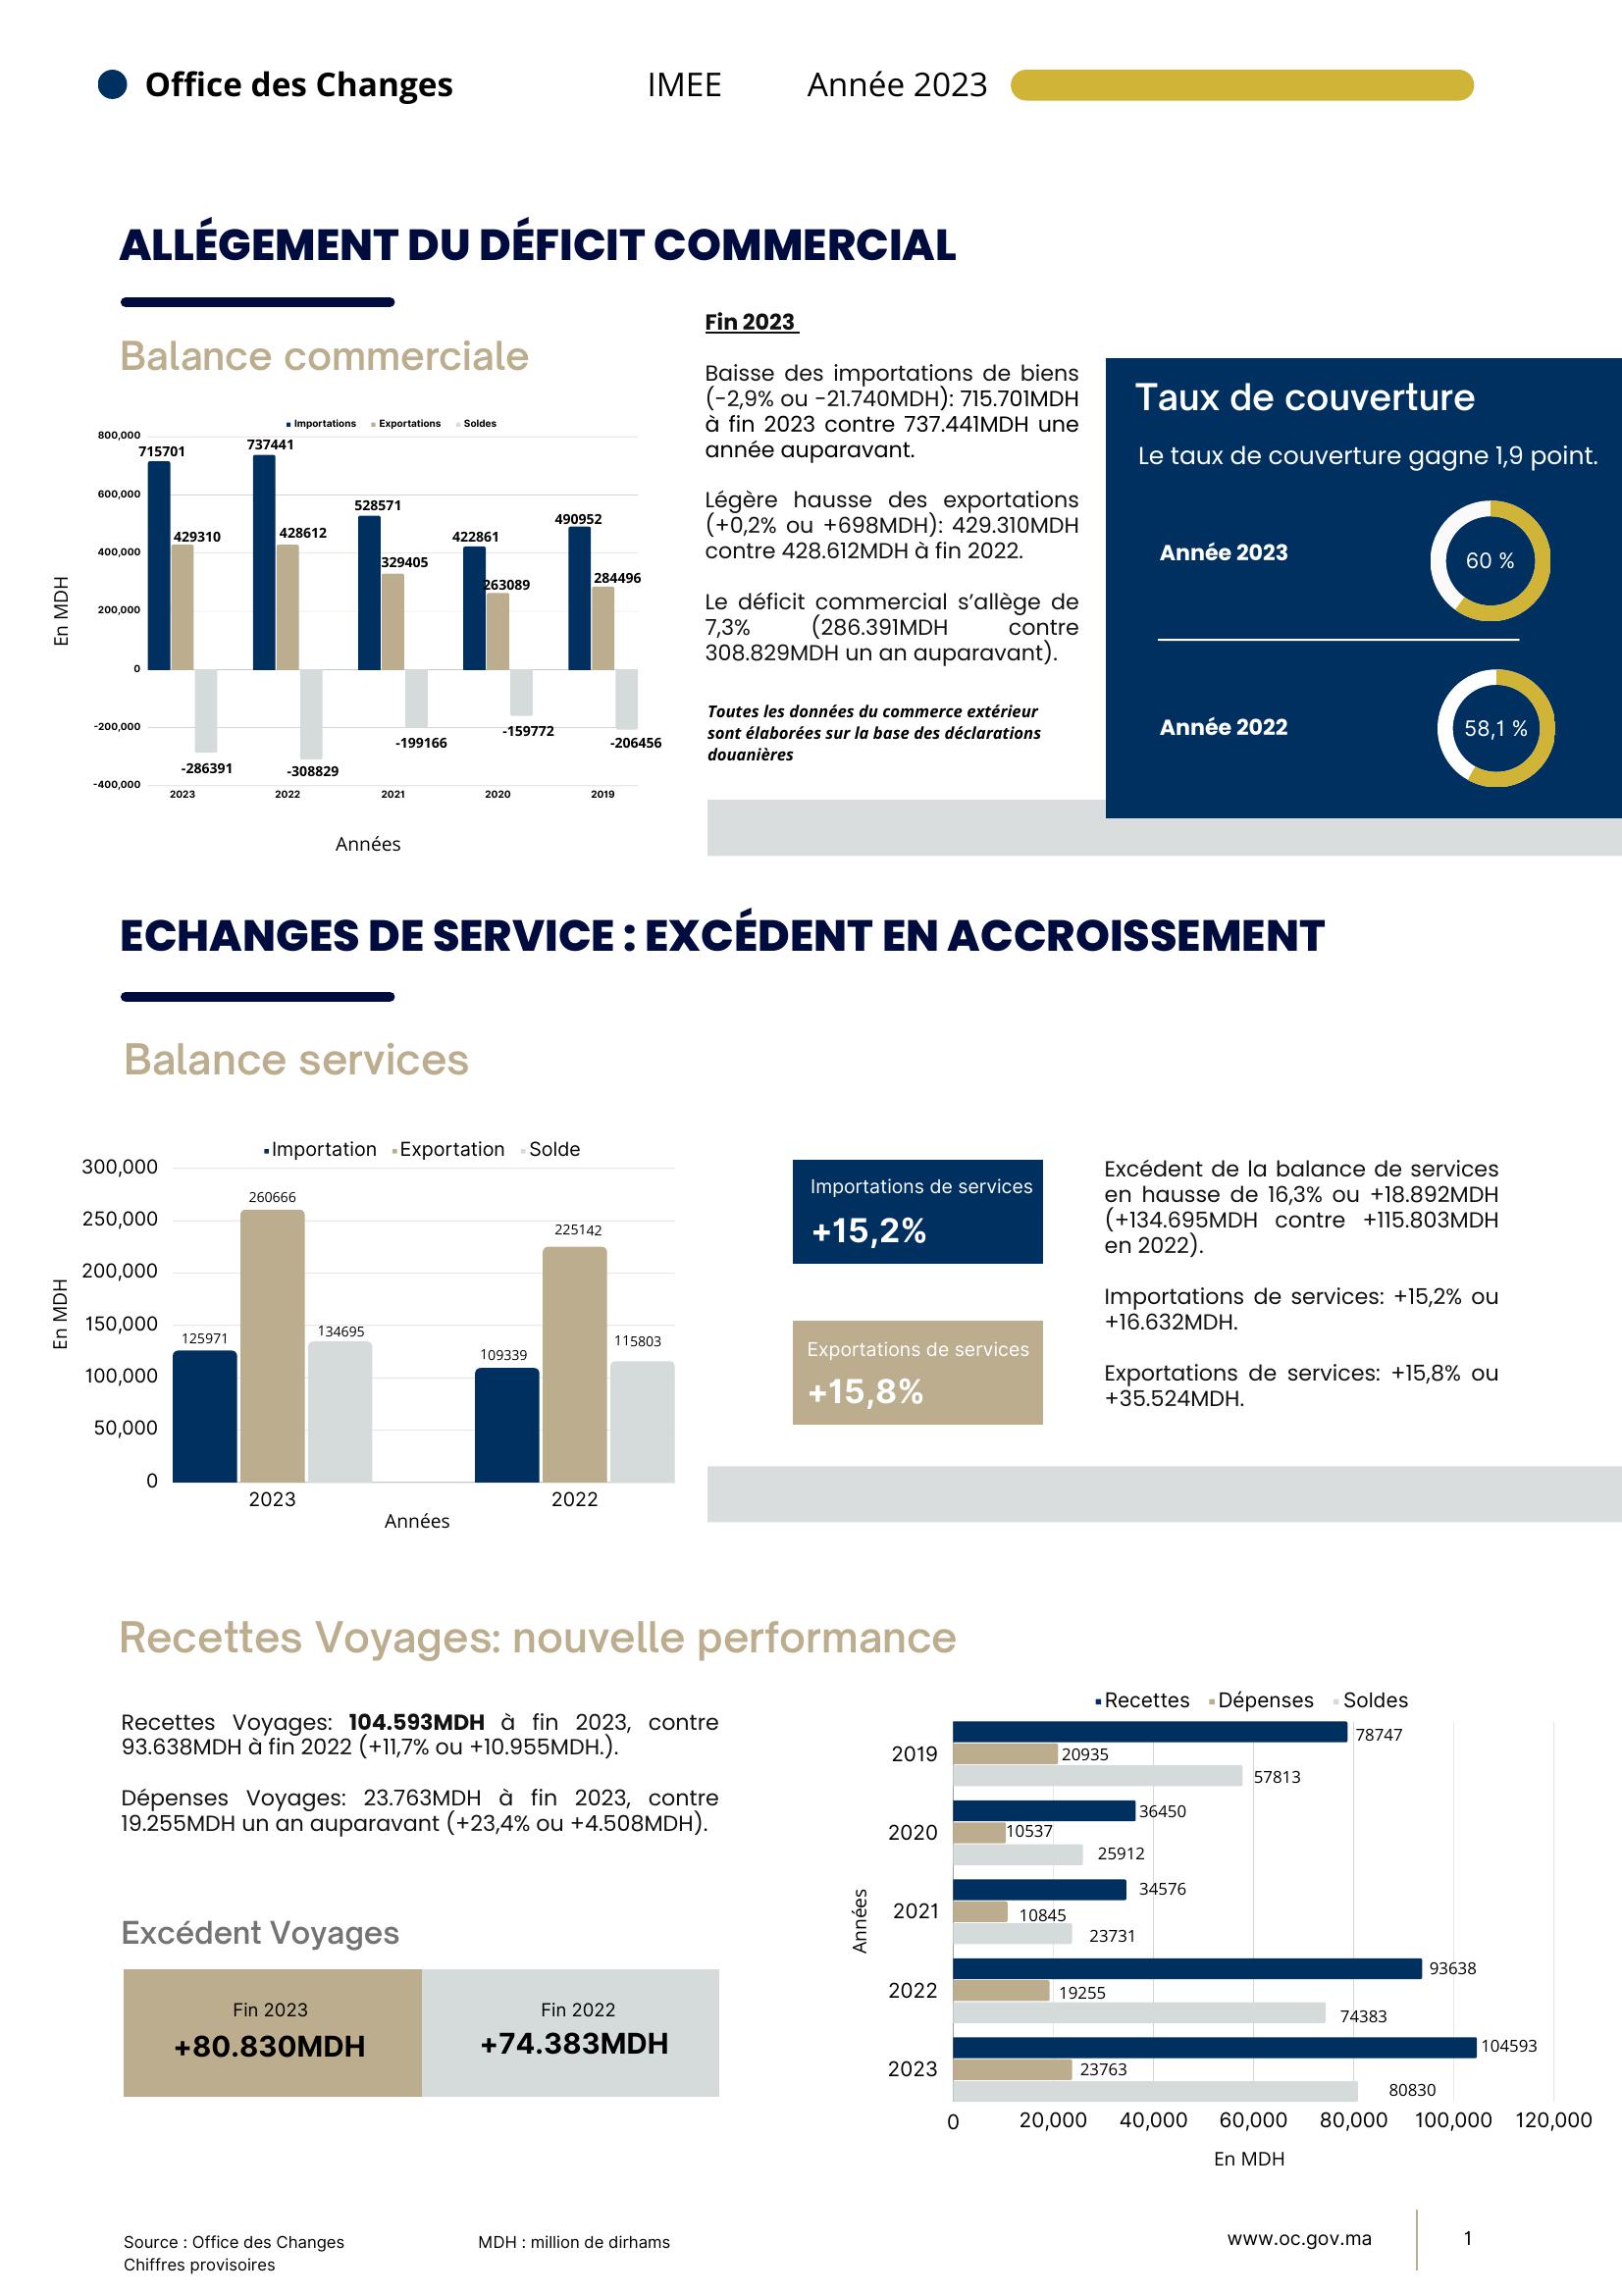 Office des Changes
IMEE
Année 2023
ALLÉGEMENT DU DÉFICIT COMMERCIAL
Balance commerciale
Importations Exportations Soldes
800,000
600,000
400,000
200,000
0
-200,000
-400,000
En MDH
715701
429310
-286391
737441
428612
-308829
528571
329405
-199166
422861
263089
-159772
490952
284496
-206456
2023 2022 2021 2020 2019
Années
Fin 2023
Baisse des importations de biens
(-2,9% ou -21.740MDH): 715.701MDH
à fin 2023 contre 737.441MDH une
année auparavant.
Légère hausse des exportations
(+0,2% ou +698MDH): 429.310MDH
contre 428.612MDH à fin 2022.
Le déficit commercial s’allège de
7,3% (286.391MDH contre
308.829MDH un an auparavant).
Toutes les données du commerce extérieur
sont élaborées sur la base des déclarations
douanières
Taux de couverture
Le taux de couverture gagne 1,9 point.
Année 2023
60 %
Année 2022
58,1 %
ECHANGES DE SERVICE : EXCÉDENT EN ACCROISSEMENT
Balance services
Importation Exportation Solde
300,000
250,000
200,000
150,000
100,000
50,000
0
En MDH
125971
260666
134695
109339
225142
115803
2023 2022
Années
Importations de services
+15,2%
Exportations de services
+15,8%
Excédent de la balance de services
en hausse de 16,3% ou +18.892MDH
(+134.695MDH contre +115.803MDH
en 2022).
Importations de services: +15,2% ou
+16.632MDH.
Exportations de services: +15,8% ou
+35.524MDH.
Recettes Voyages: nouvelle performance
Recettes Voyages: 104.593MDH à fin 2023, contre
93.638MDH à fin 2022 (+11,7% ou +10.955MDH.).
Dépenses Voyages: 23.763MDH à fin 2023, contre
19.255MDH un an auparavant (+23,4% ou +4.508MDH).
Excédent Voyages
Fin 2023
+80.830MDH
Fin 2022
+74.383MDH
Recettes Dépenses Soldes
Années
2019
78747
20935
57813
2020
36450
10537
25912
2021
34576
10845
23731
2022
93638
19255
74383
2023
104593
23763
80830
0 20,000 40,000 60,000 80,000 100,000 120,000
En MDH
Source : Office des Changes
Chiffres provisoires
MDH : million de dirhams
www.oc.gov.ma
1